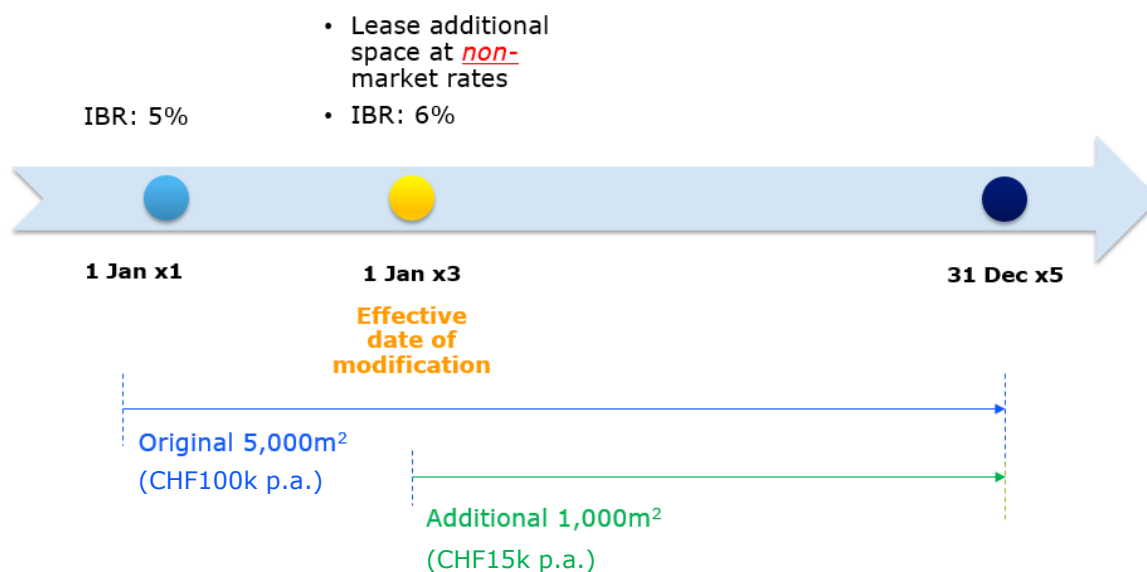 • Lease additional
space at non-
market rates
IBR: 5%
• IBR: 6%
1 Jan x1
1 Jan x3
31 Dec x5
Effective
date of
modification
Original 5,000m²
(CHF100k p.a.)
Additional 1,000m²
(CHF15k p.a.)